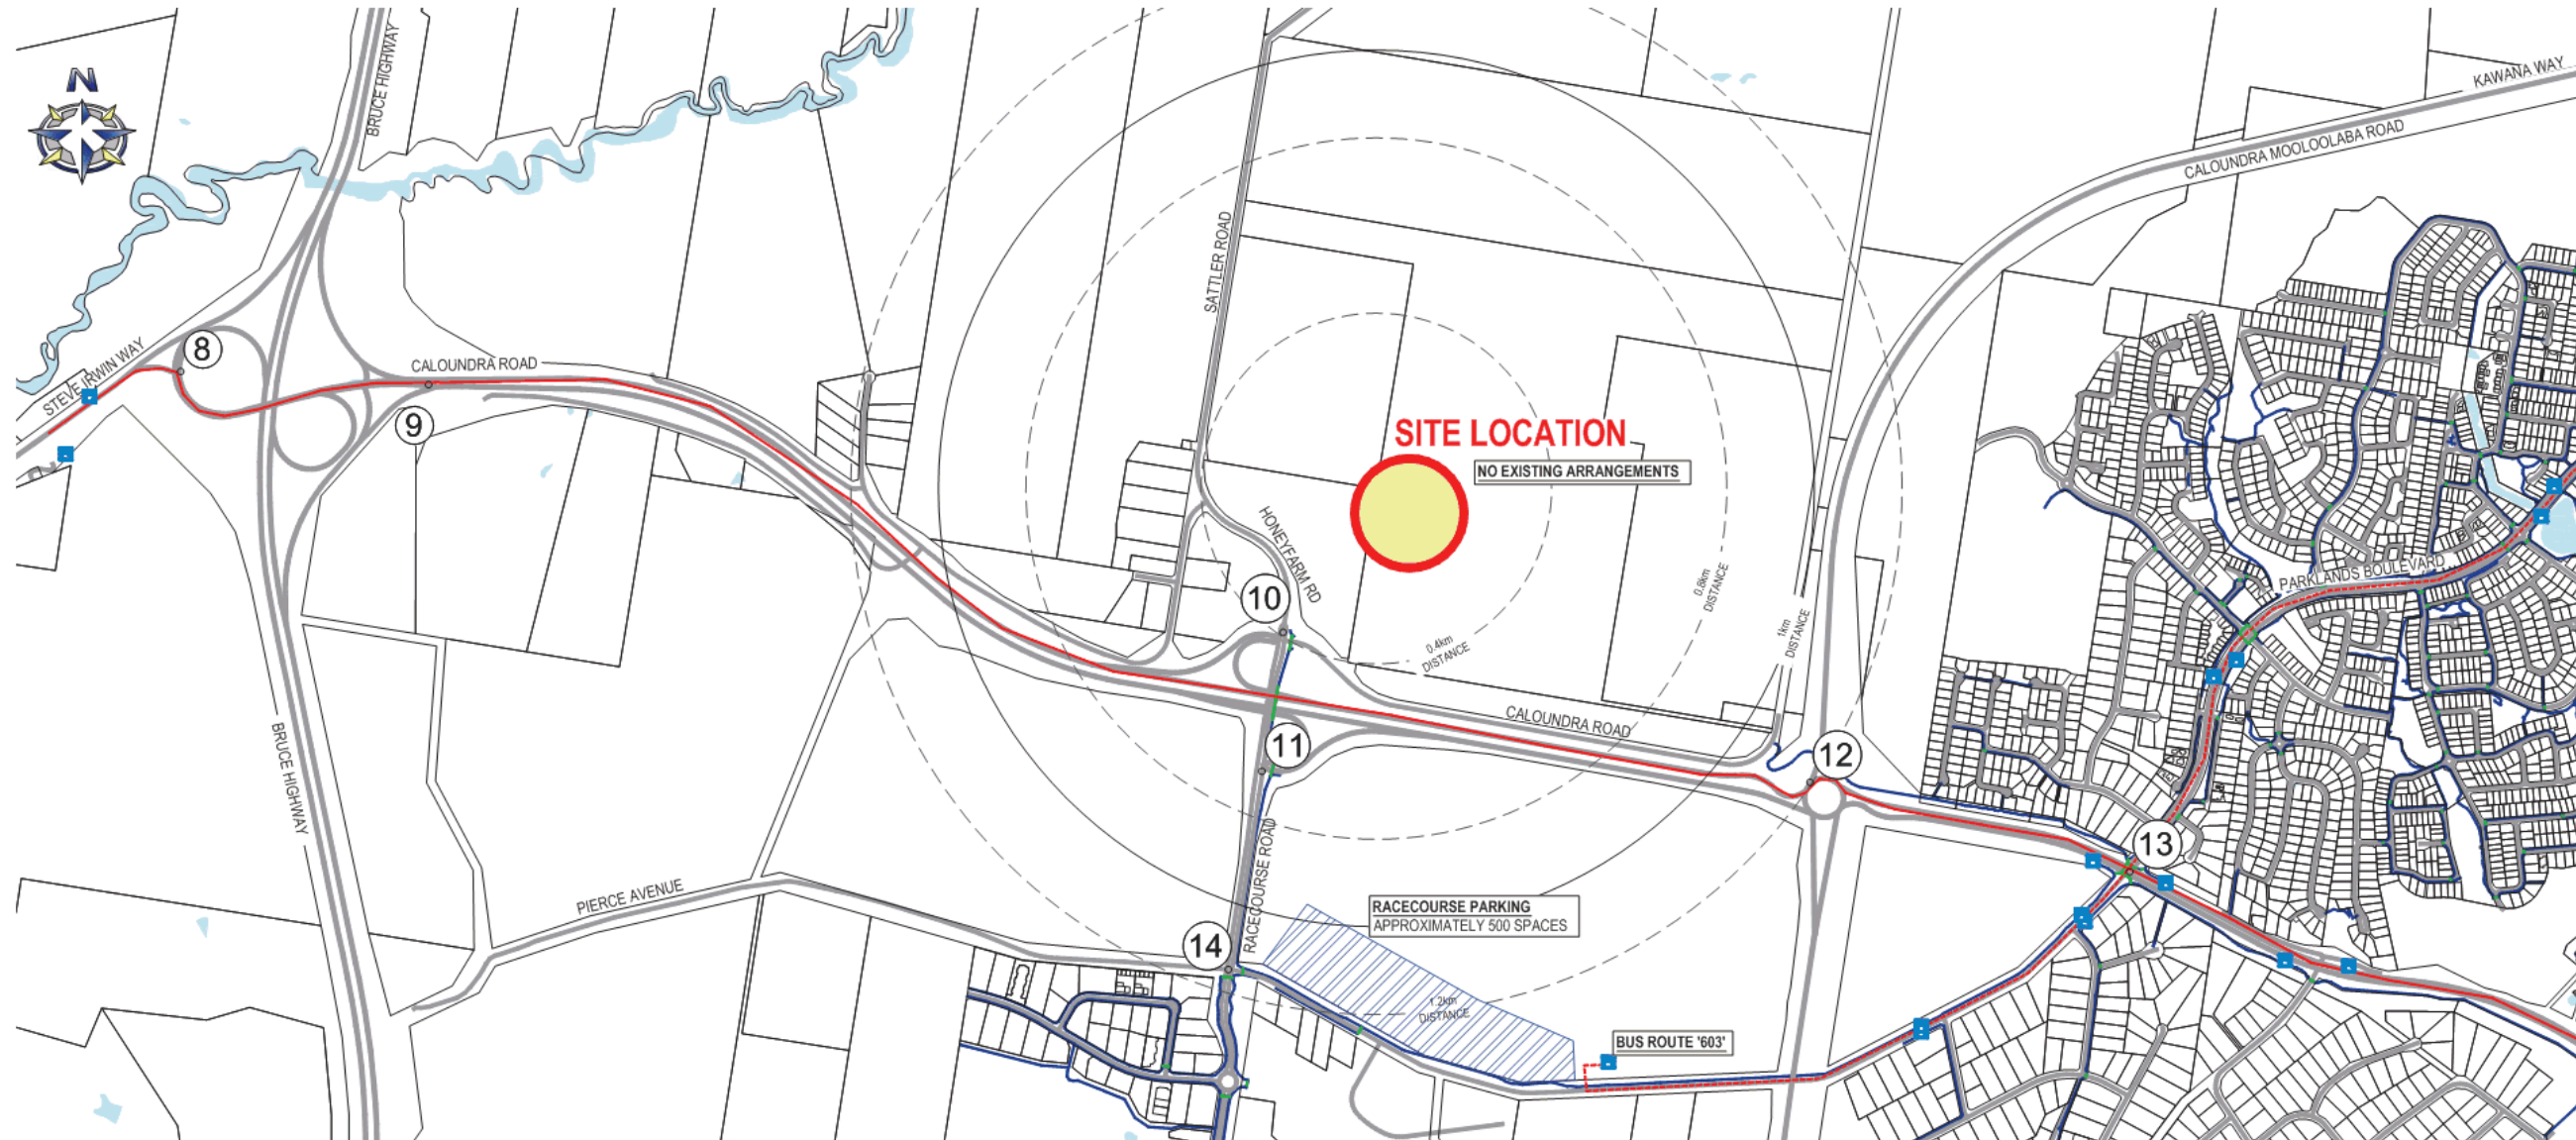 N
BRUCE HIGHWAY
KAWANA WAY
CALOUNDRA MOOLOOLABA ROAD
SATTLER ROAD
STEVE IRWIN WAY
8
CALOUNDRA ROAD
9
SITE LOCATION
NO EXISTING ARRANGEMENTS
HONEYFARM RD
10
0.4km
DISTANCE
0.8km
DISTANCE
1km
DISTANCE
PARKLANDS BOULEVARD
CALOUNDRA ROAD
11
12
BRUCE HIGHWAY
RACECOURSE ROAD
13
PIERCE AVENUE
RACECOURSE PARKING
APPROXIMATELY 500 SPACES
14
1.2km
DISTANCE
BUS ROUTE '603'